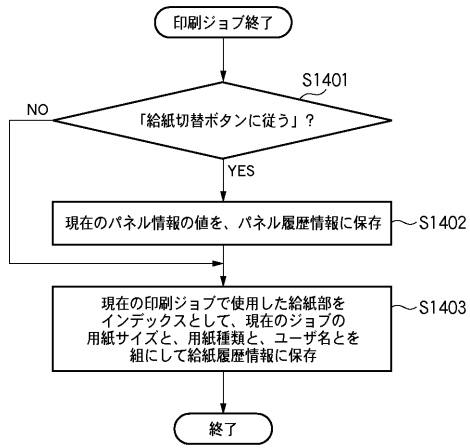 印刷ジョブ終了
S1401
NO
「給紙切替ボタンに従う」?
YES
現在のパネル情報の値を、パネル履歴情報に保存
S1402
現在の印刷ジョブで使用した給紙部を
インデックスとして、現在のジョブの
用紙サイズと、用紙種類と、ユーザ名とを
組にして給紙履歴情報に保存
S1403
終了